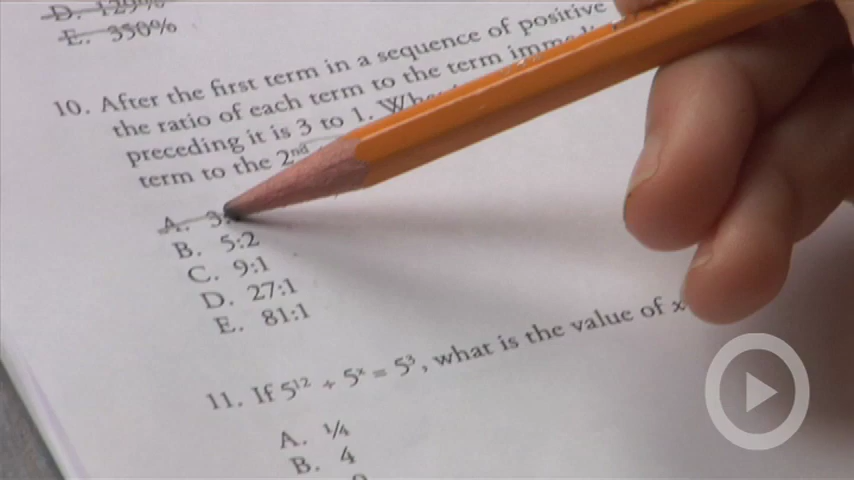 D. 129%
E. 350%
10. After the first term in a sequence of positive
the ratio of each term to the term
preceding it is 3 to 1.
term to the 2nd
A. 3:
B. 5:2
C. 9:1
D. 27:1
E. 81:1
11. If 5¹² ÷ 5ˣ = 5³, what is the value of x
A. ¼
B. 4